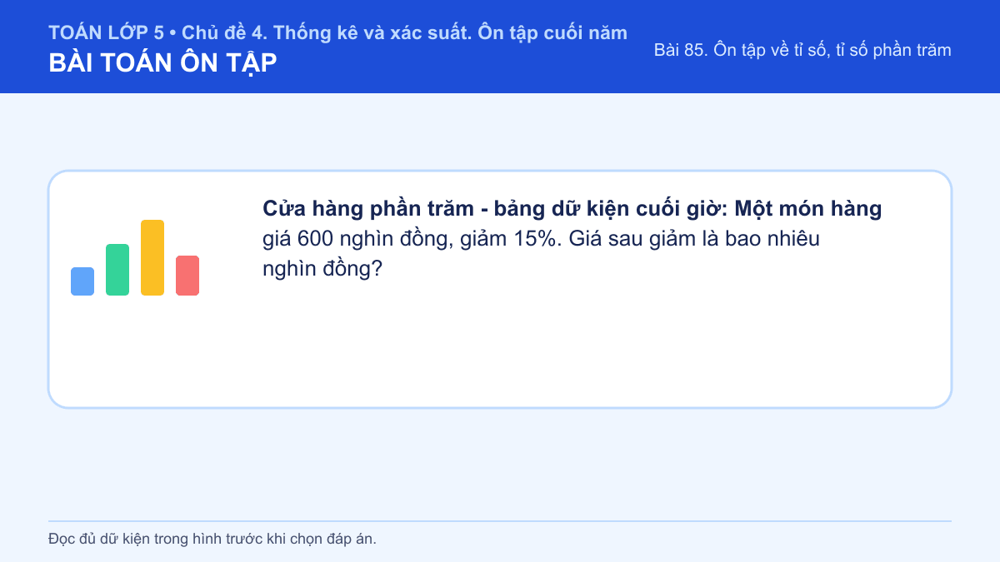 TOÁN LỚP 5 • Chủ đề 4. Thống kê và xác suất. Ôn tập cuối năm
BÀI TOÁN ÔN TẬP
Bài 85. Ôn tập về tỉ số, tỉ số phần trăm
Cửa hàng phần trăm - bảng dữ kiện cuối giờ: Một món hàng
giá 600 nghìn đồng, giảm 15%. Giá sau giảm là bao nhiêu
nghìn đồng?
Đọc đủ dữ kiện trong hình trước khi chọn đáp án.